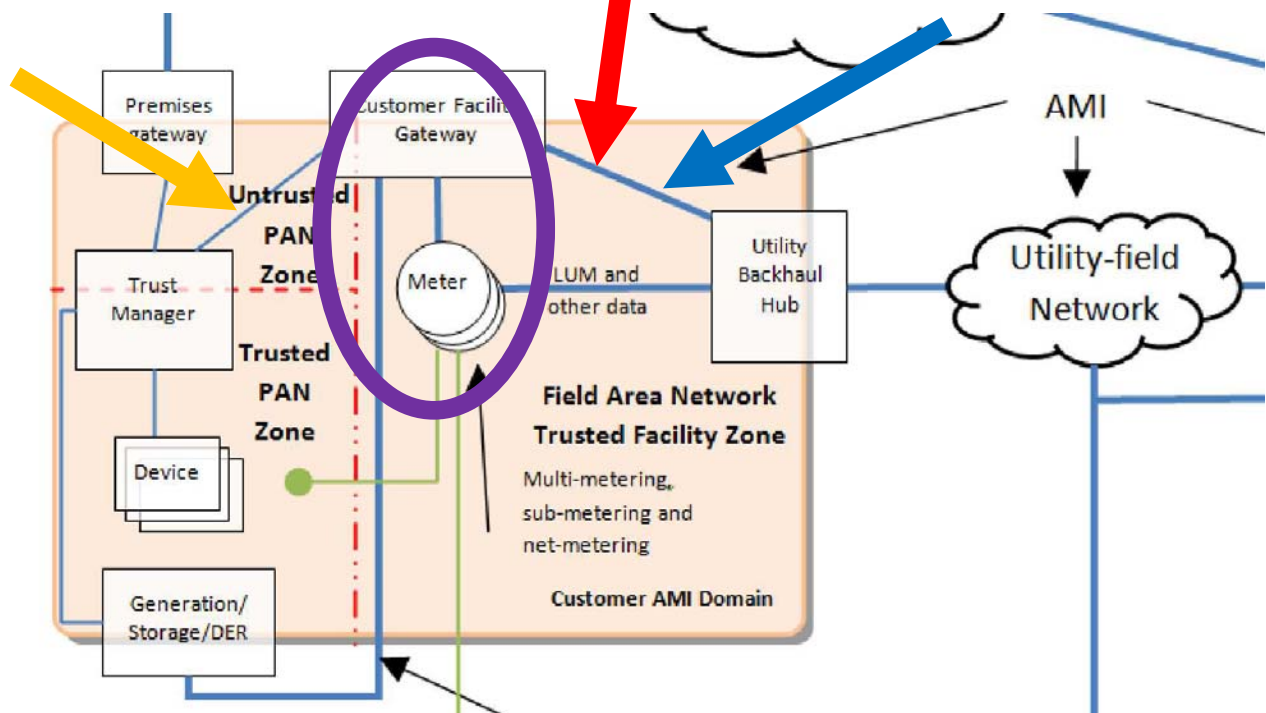 Premises
gateway
Customer Facility
Gateway
AMI
Untrusted
PAN
Zone
Trust
Manager
Meter
LUM and
other data
Utility
Backhaul
Hub
Utility-field
Network
Trusted
PAN
Zone
Field Area Network
Trusted Facility Zone
Device
Multi-metering,
sub-metering and
net-metering
Generation/
Storage/DER
Customer AMI Domain